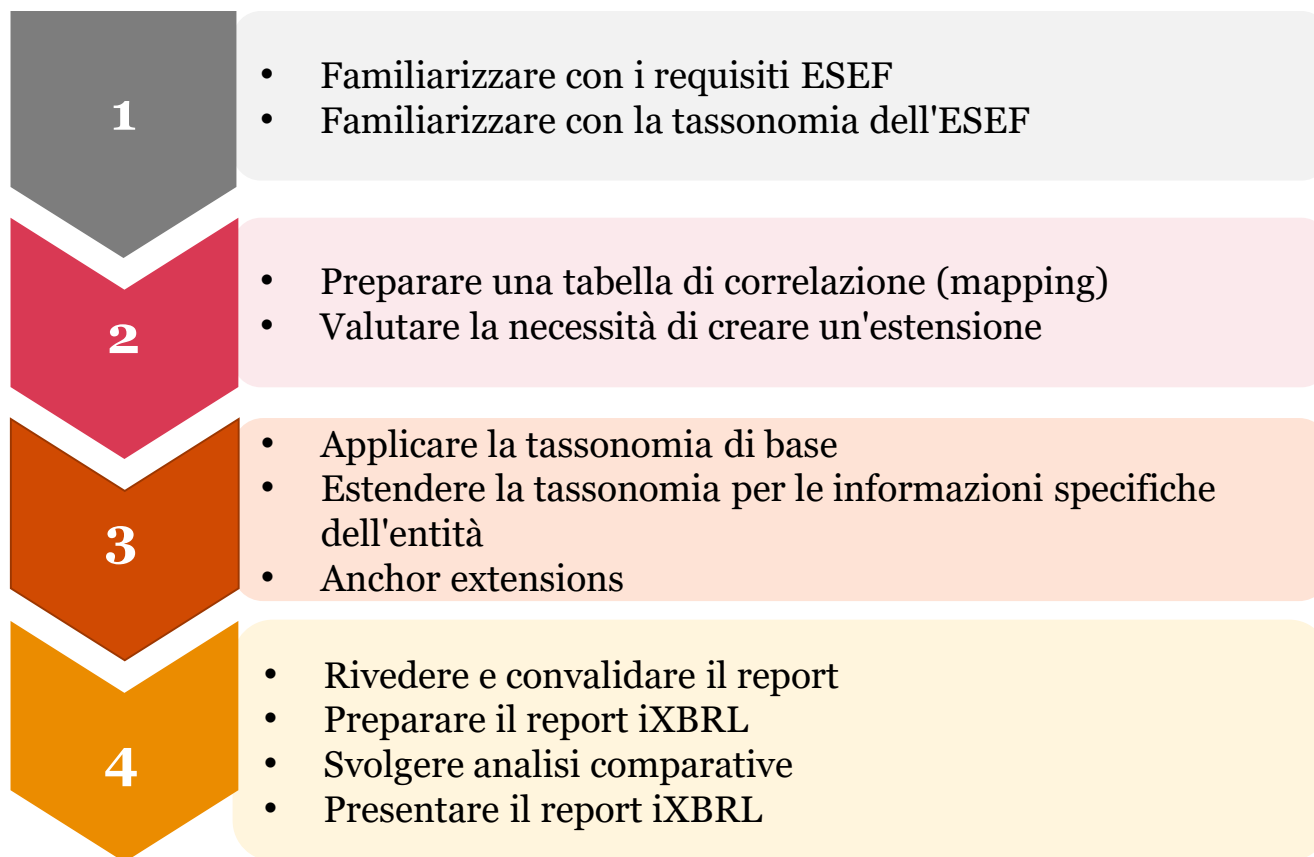 1
• Familiarizzare con i requisiti ESEF
• Familiarizzare con la tassonomia dell'ESEF
2
• Preparare una tabella di correlazione (mapping)
• Valutare la necessità di creare un'estensione
3
• Applicare la tassonomia di base
• Estendere la tassonomia per le informazioni specifiche
dell'entità
• Anchor extensions
4
• Rivedere e convalidare il report
• Preparare il report iXBRL
• Svolgere analisi comparative
• Presentare il report iXBRL